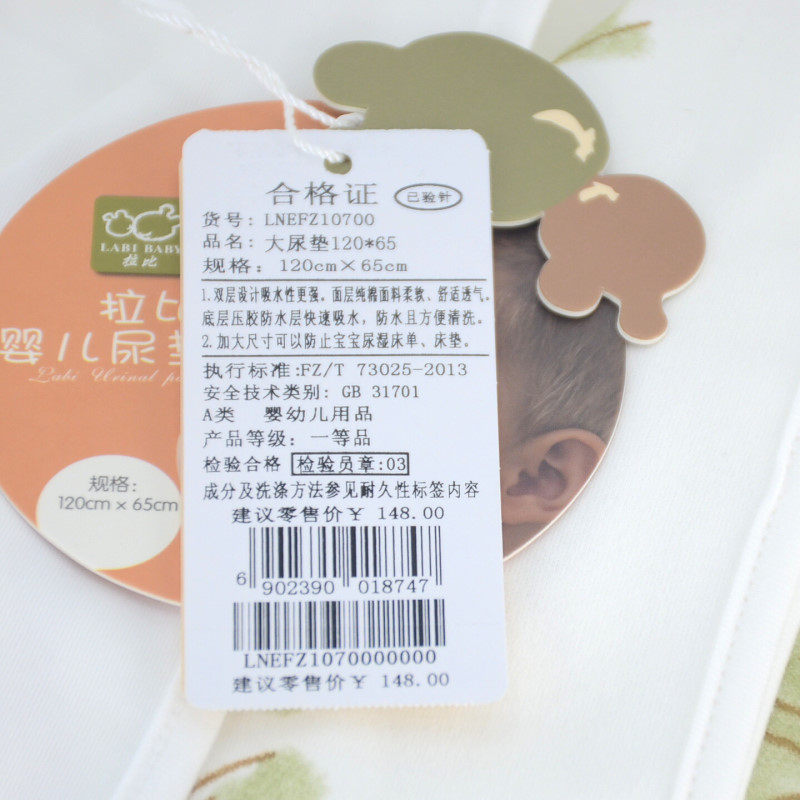 合格证 已验针
货号: LNEFZ10700
品名: 大尿垫120*65
规格: 120cm×65cm
1.双层设计吸水性更强。面层纯棉面料柔软、舒适透气。
底层压胶防水层快速吸水，防水且方便清洗。
2.加大尺寸可以防止宝宝尿湿床单、床垫。
执行标准:FZ/T 73025-2013
安全技术类别: GB 31701
A类 婴幼儿用品
产品等级: 一等品
检验合格 检验员章:03
成分及洗涤方法参见耐久性标签内容
建议零售价¥ 148.00
6 902390 018747
LNEFZ1070000000
建议零售价¥ 148.00
LABI BABY
拉比
拉比
婴儿尿垫
Labi Urinal
规格:
120cm×65cm